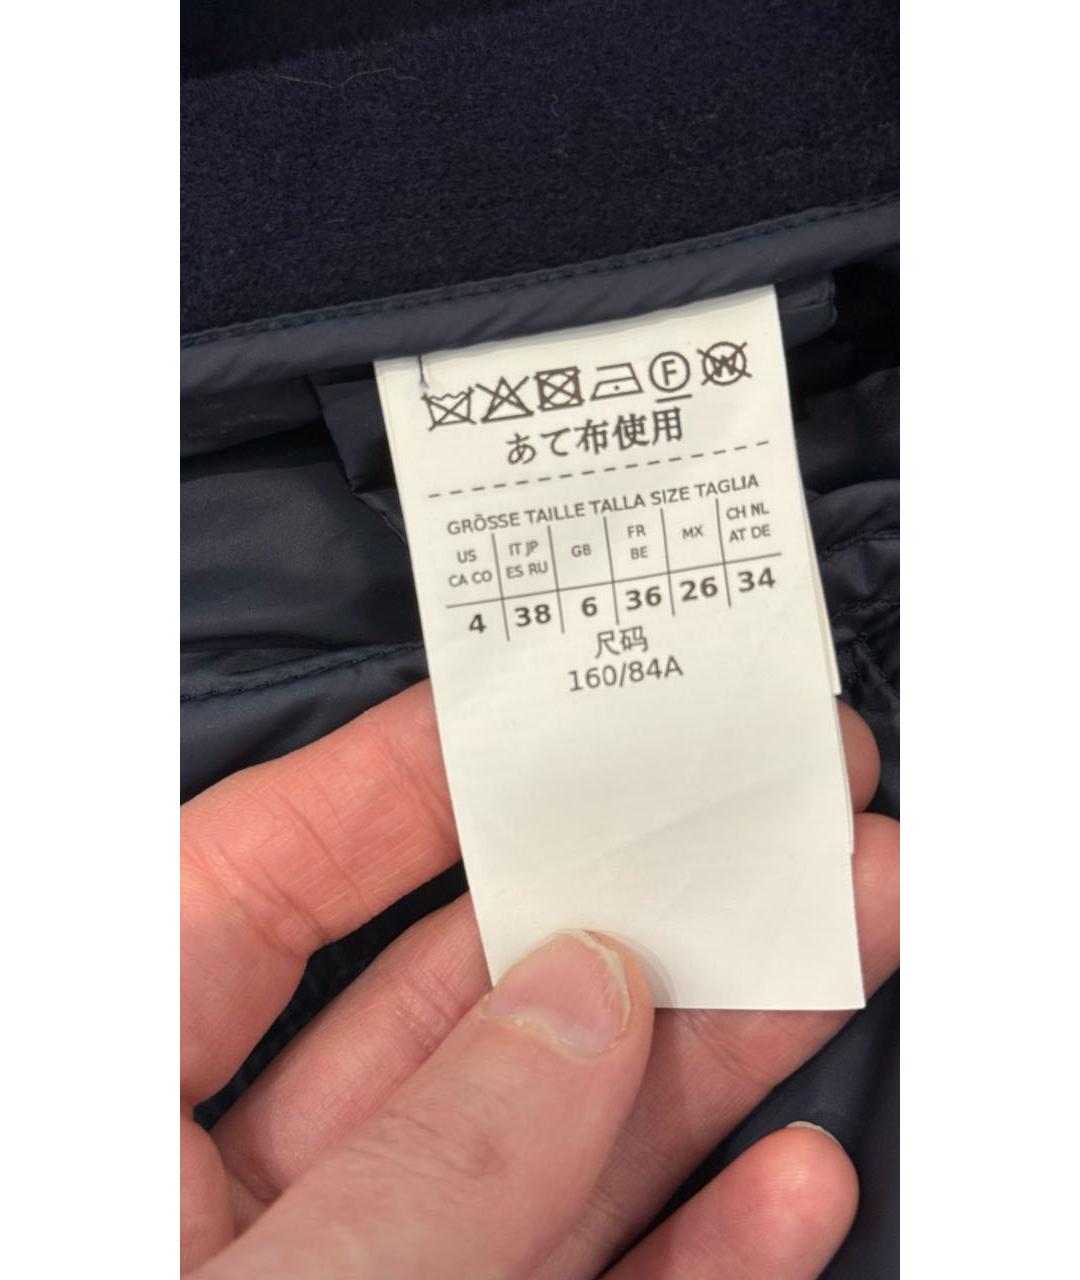 F W
あて布使用
GRÖSSE TAILLE TALLA SIZE TAGLIA
US CA CO | IT JP ES RU | GB | FR BE | MX | CH NL AT DE
4 | 38 | 6 | 36 | 26 | 34
尺码
160/84A